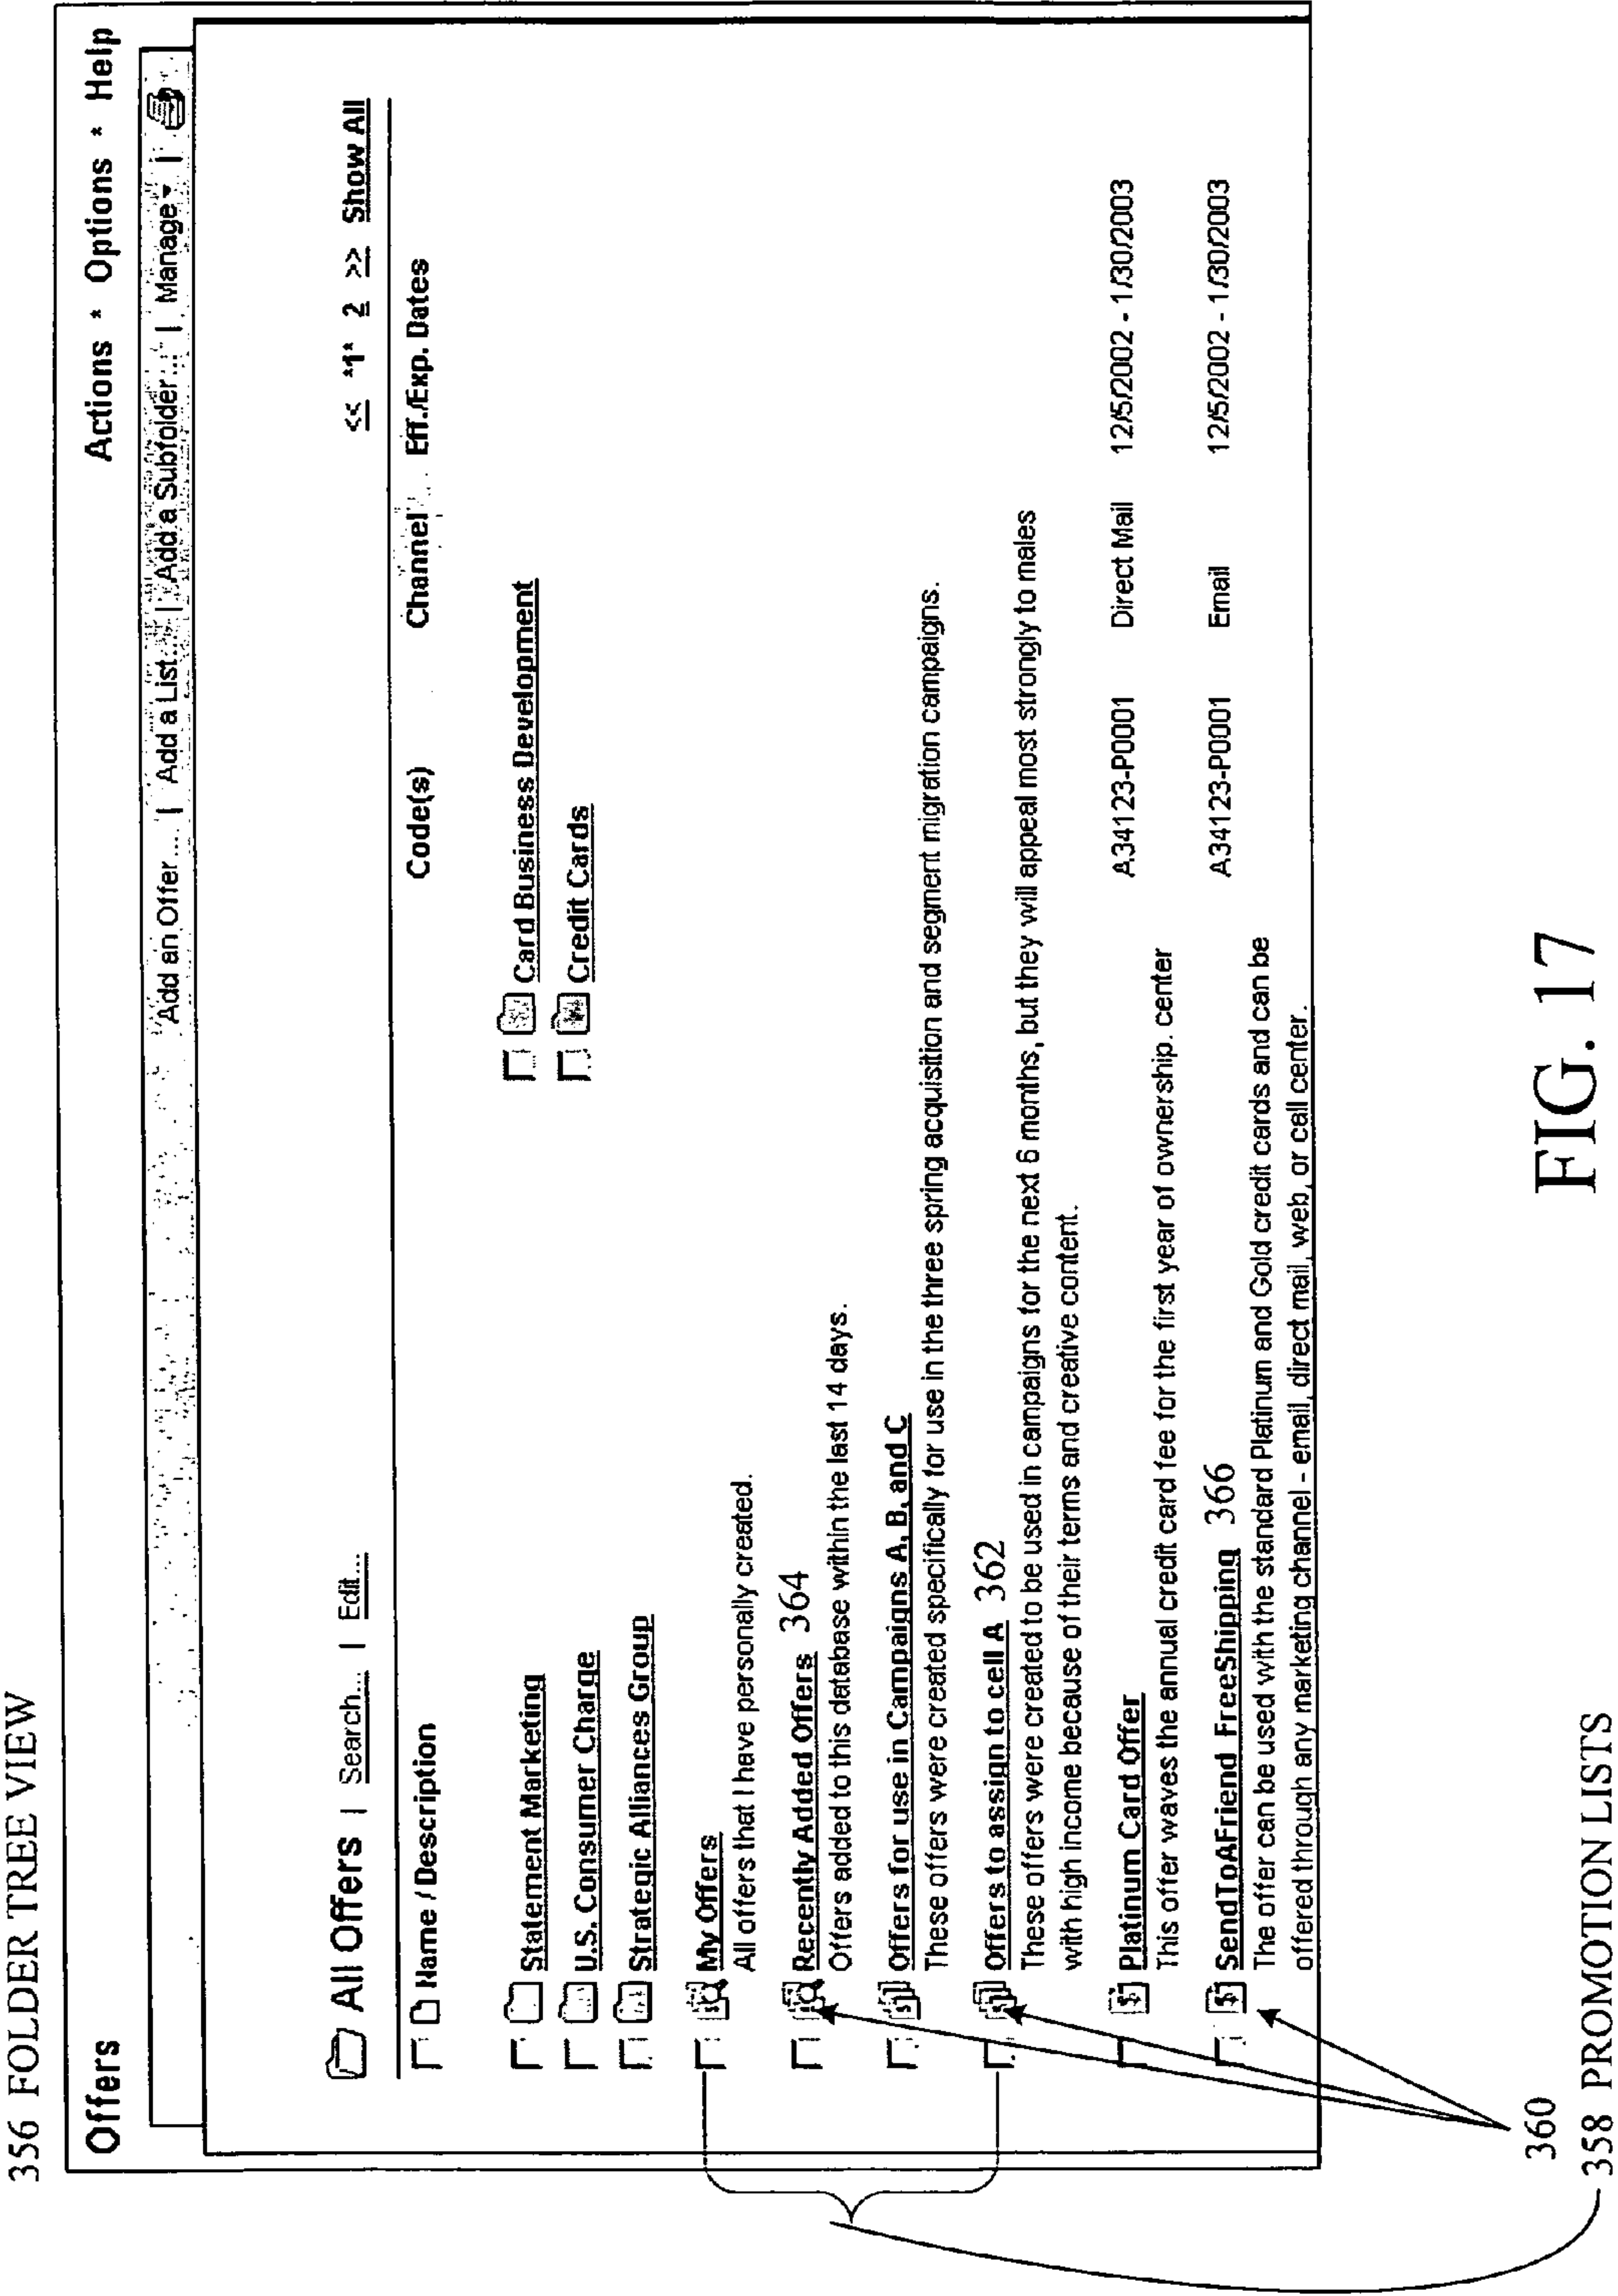 356 FOLDER TREE VIEW
Offers
Actions * Options * Help
Add an Offer... | Add a List... | Add a Subfolder... | Manage |
All Offers | Search... | Edit...
<< *1* 2 >> Show All
Name / Description Code(s) Channel Eff./Exp. Dates
Statement Marketing Card Business Development
U.S. Consumer Charge Credit Cards
Strategic Alliances Group
My Offers
All offers that I have personally created.
Recently Added Offers 364
Offers added to this database within the last 14 days.
Offers for use in Campaigns A, B, and C
These offers were created specifically for use in the three spring acquisition and segment migration campaigns.
Offers to assign to cell A 362
These offers were created to be used in campaigns for the next 6 months, but they will appeal most strongly to males
with high income because of their terms and creative content.
Platinum Card Offer A34123-P0001 Direct Mail 12/5/2002 - 1/30/2003
This offer waves the annual credit card fee for the first year of ownership. center
SendToAFriend_FreeShipping 366 A34123-P0001 Email 12/5/2002 - 1/30/2003
The offer can be used with the standard Platinum and Gold credit cards and can be
offered through any marketing channel - email, direct mail, web, or call center.
360
358 PROMOTION LISTS
FIG. 17